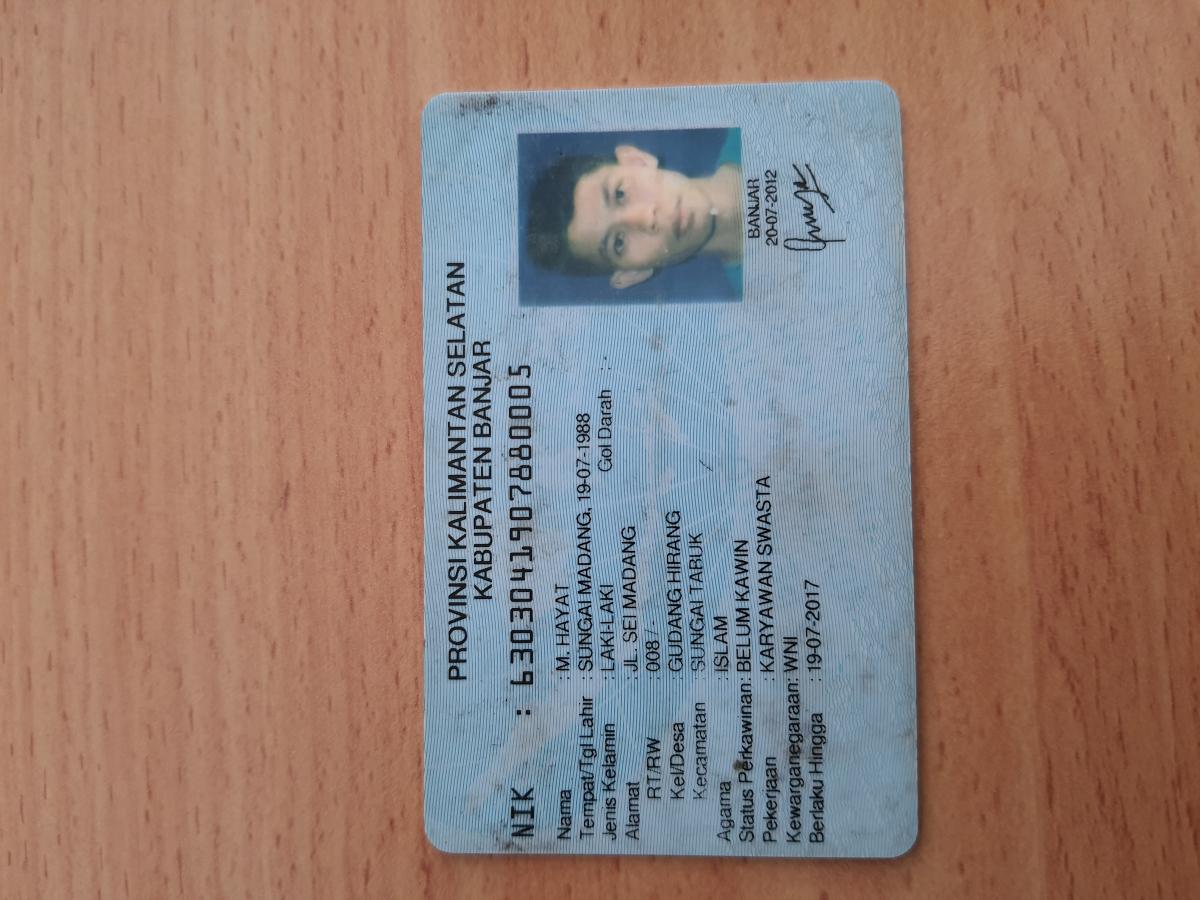 PROVINSI KALIMANTAN SELATAN
KABUPATEN BANJAR
NIK : 6303041907880005
Nama : M. HAYAT
Tempat/Tgl Lahir : SUNGAI MADANG, 19-07-1988
Jenis Kelamin : LAKI-LAKI Gol Darah :
Alamat : JL. SEI MADANG
RT/RW : 008 / -
Kel/Desa : GUDANG HIRANG
Kecamatan : SUNGAI TABUK
Agama : ISLAM
Status Perkawinan: BELUM KAWIN
Pekerjaan : KARYAWAN SWASTA
Kewarganegaraan: WNI
Berlaku Hingga : 19-07-2017
BANJAR
20-07-2012